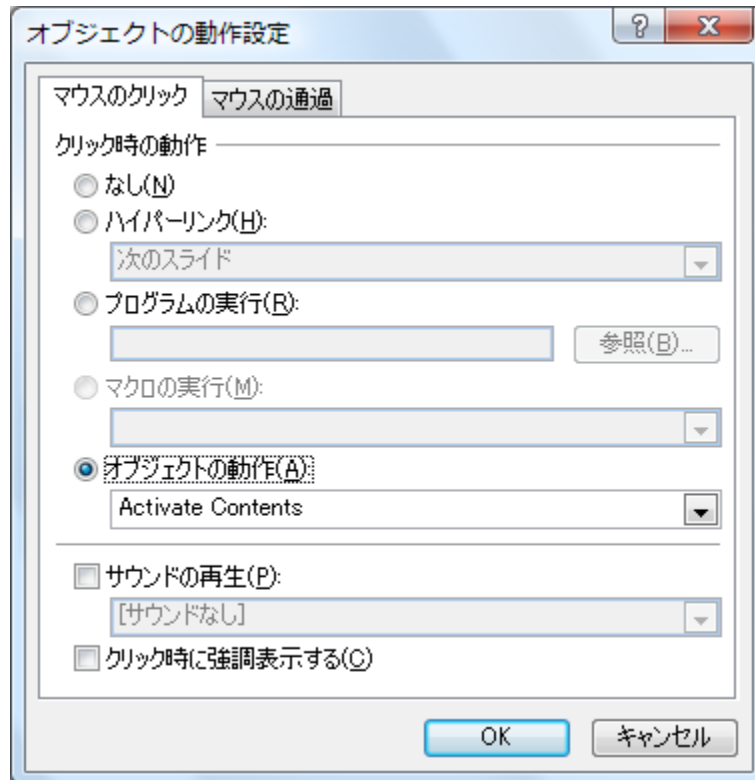 オブジェクトの動作設定
マウスのクリック マウスの通過
クリック時の動作
なし(N)
ハイパーリンク(H):
次のスライド
プログラムの実行(R):
参照(B)...
マクロの実行(M):
オブジェクトの動作(A):
Activate Contents
サウンドの再生(P):
[サウンドなし]
クリック時に強調表示する(C)
OK キャンセル